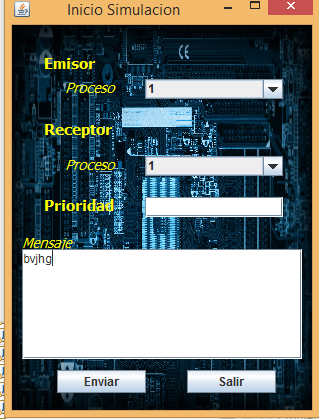 Inicio Simulacion
Emisor
Proceso 1
Receptor
Proceso 1
Prioridad
Mensaje
bvjhg
Enviar Salir